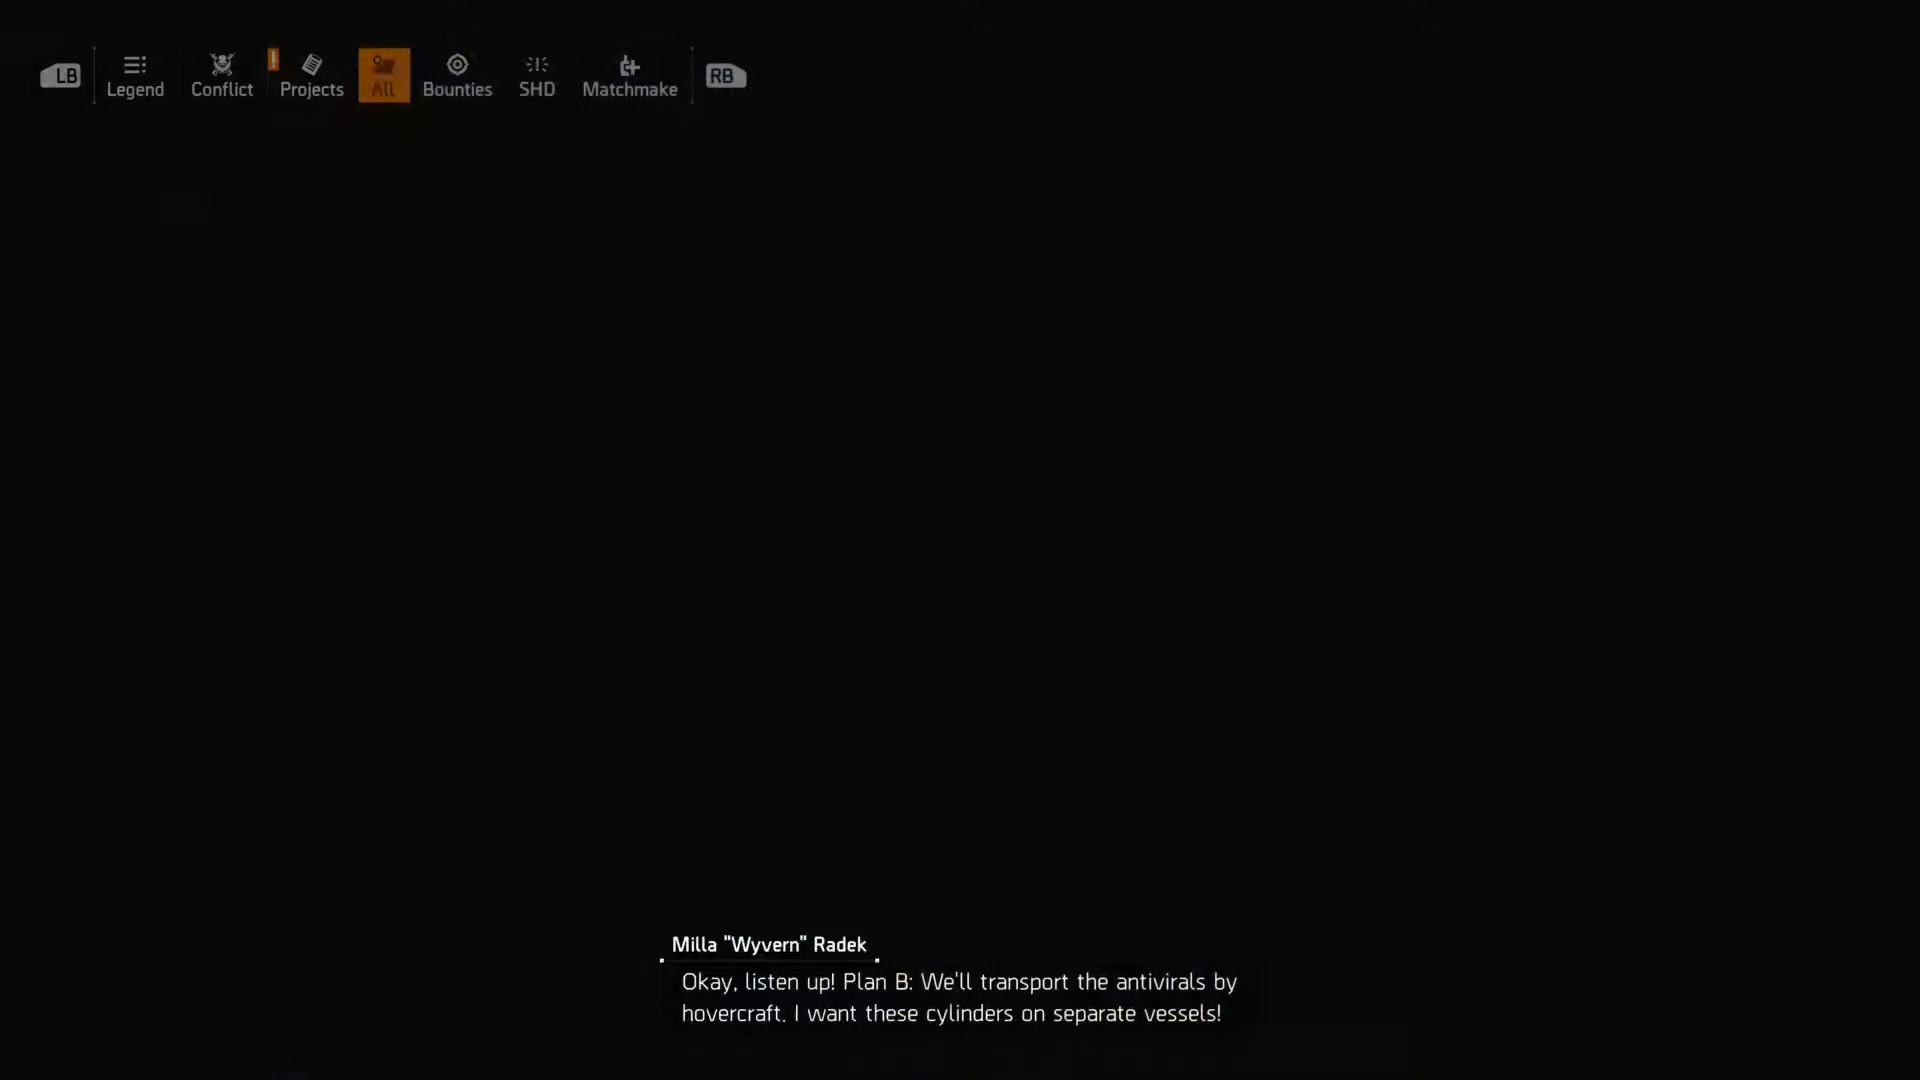 LB Legend Conflict ! Projects All Bounties SHD Matchmake RB
Milla "Wyvern" Radek
Okay, listen up! Plan B: We'll transport the antivirals by
hovercraft. I want these cylinders on separate vessels!